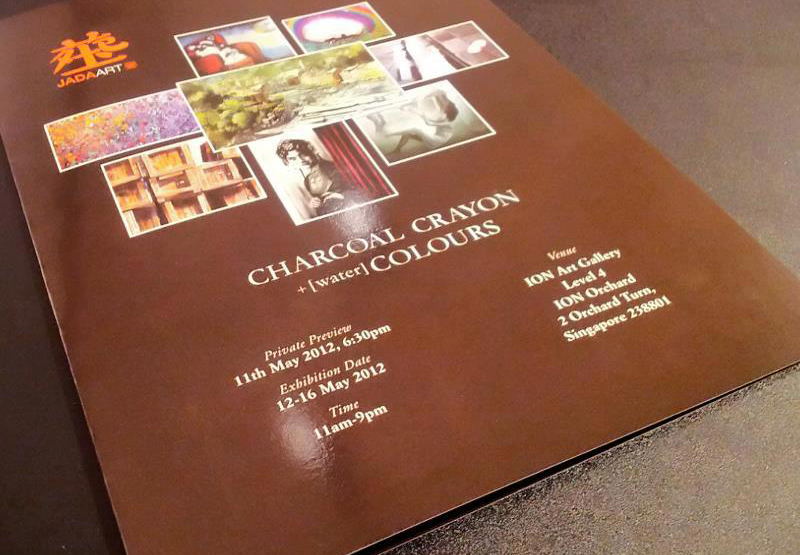 JADAART
CHARCOAL CRAYON
+[water]COLOURS
Private Preview
11th May 2012, 6:30pm
Exhibition Date
12-16 May 2012
Time
11am-9pm
Venue
ION Art Gallery
Level 4
ION Orchard
2 Orchard Turn,
Singapore 238801